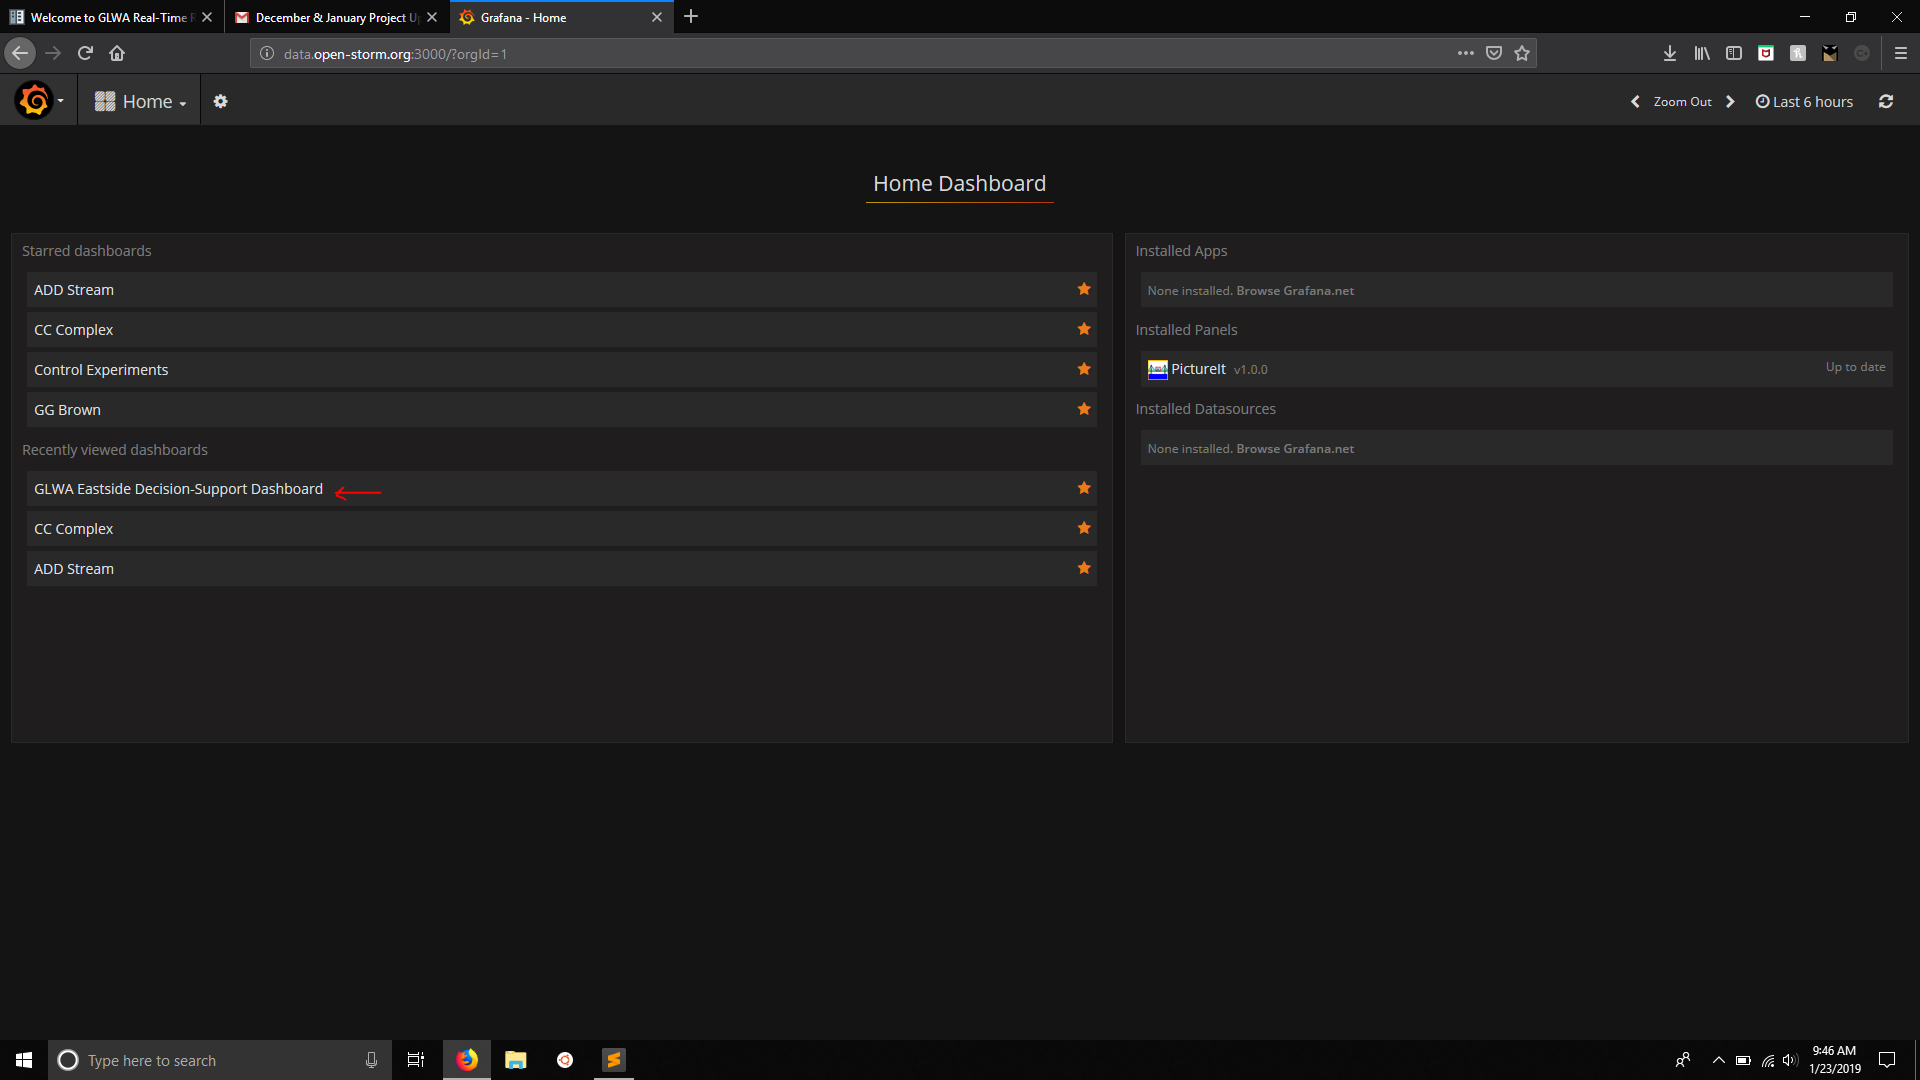 Welcome to GLWA Real-Time
December & January Project U
Grafana - Home
data.open-storm.org:3000/?orgId=1
Home
Zoom Out
Last 6 hours
Home Dashboard
Starred dashboards
ADD Stream
CC Complex
Control Experiments
GG Brown
Recently viewed dashboards
GLWA Eastside Decision-Support Dashboard
CC Complex
ADD Stream
Installed Apps
None installed. Browse Grafana.net
Installed Panels
PictureIt v1.0.0
Up to date
Installed Datasources
None installed. Browse Grafana.net
Type here to search
9:46 AM
1/23/2019